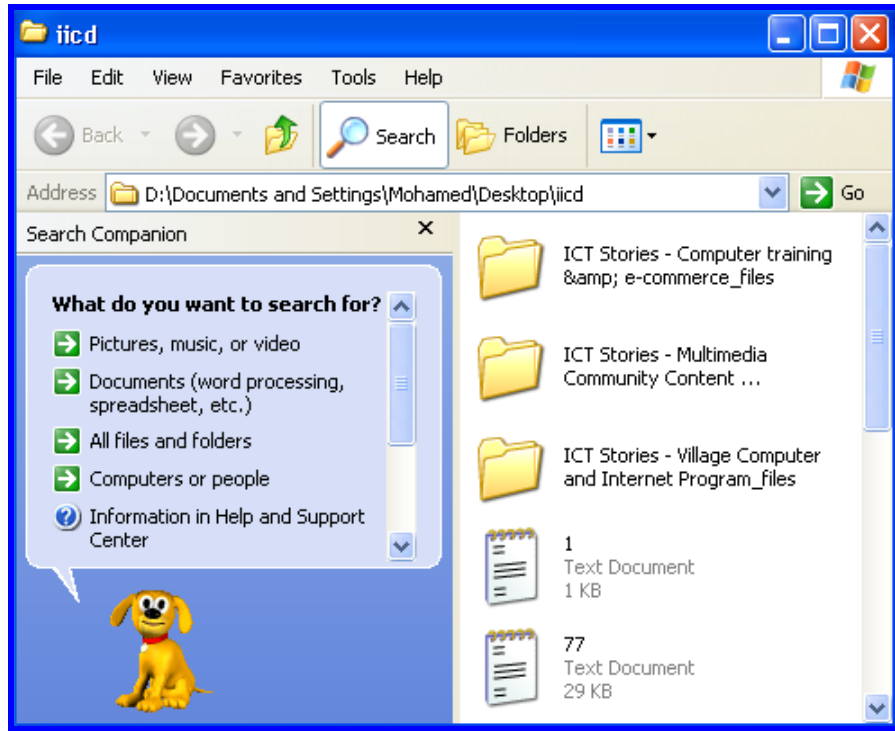 iicd
File Edit View Favorites Tools Help
Back Search Folders
Address D:\Documents and Settings\Mohamed\Desktop\iicd Go
Search Companion
What do you want to search for?
Pictures, music, or video
Documents (word processing,
spreadsheet, etc.)
All files and folders
Computers or people
Information in Help and Support
Center
ICT Stories - Computer training
&amp; e-commerce_files
ICT Stories - Multimedia
Community Content ...
ICT Stories - Village Computer
and Internet Program_files
1
Text Document
1 KB
77
Text Document
29 KB